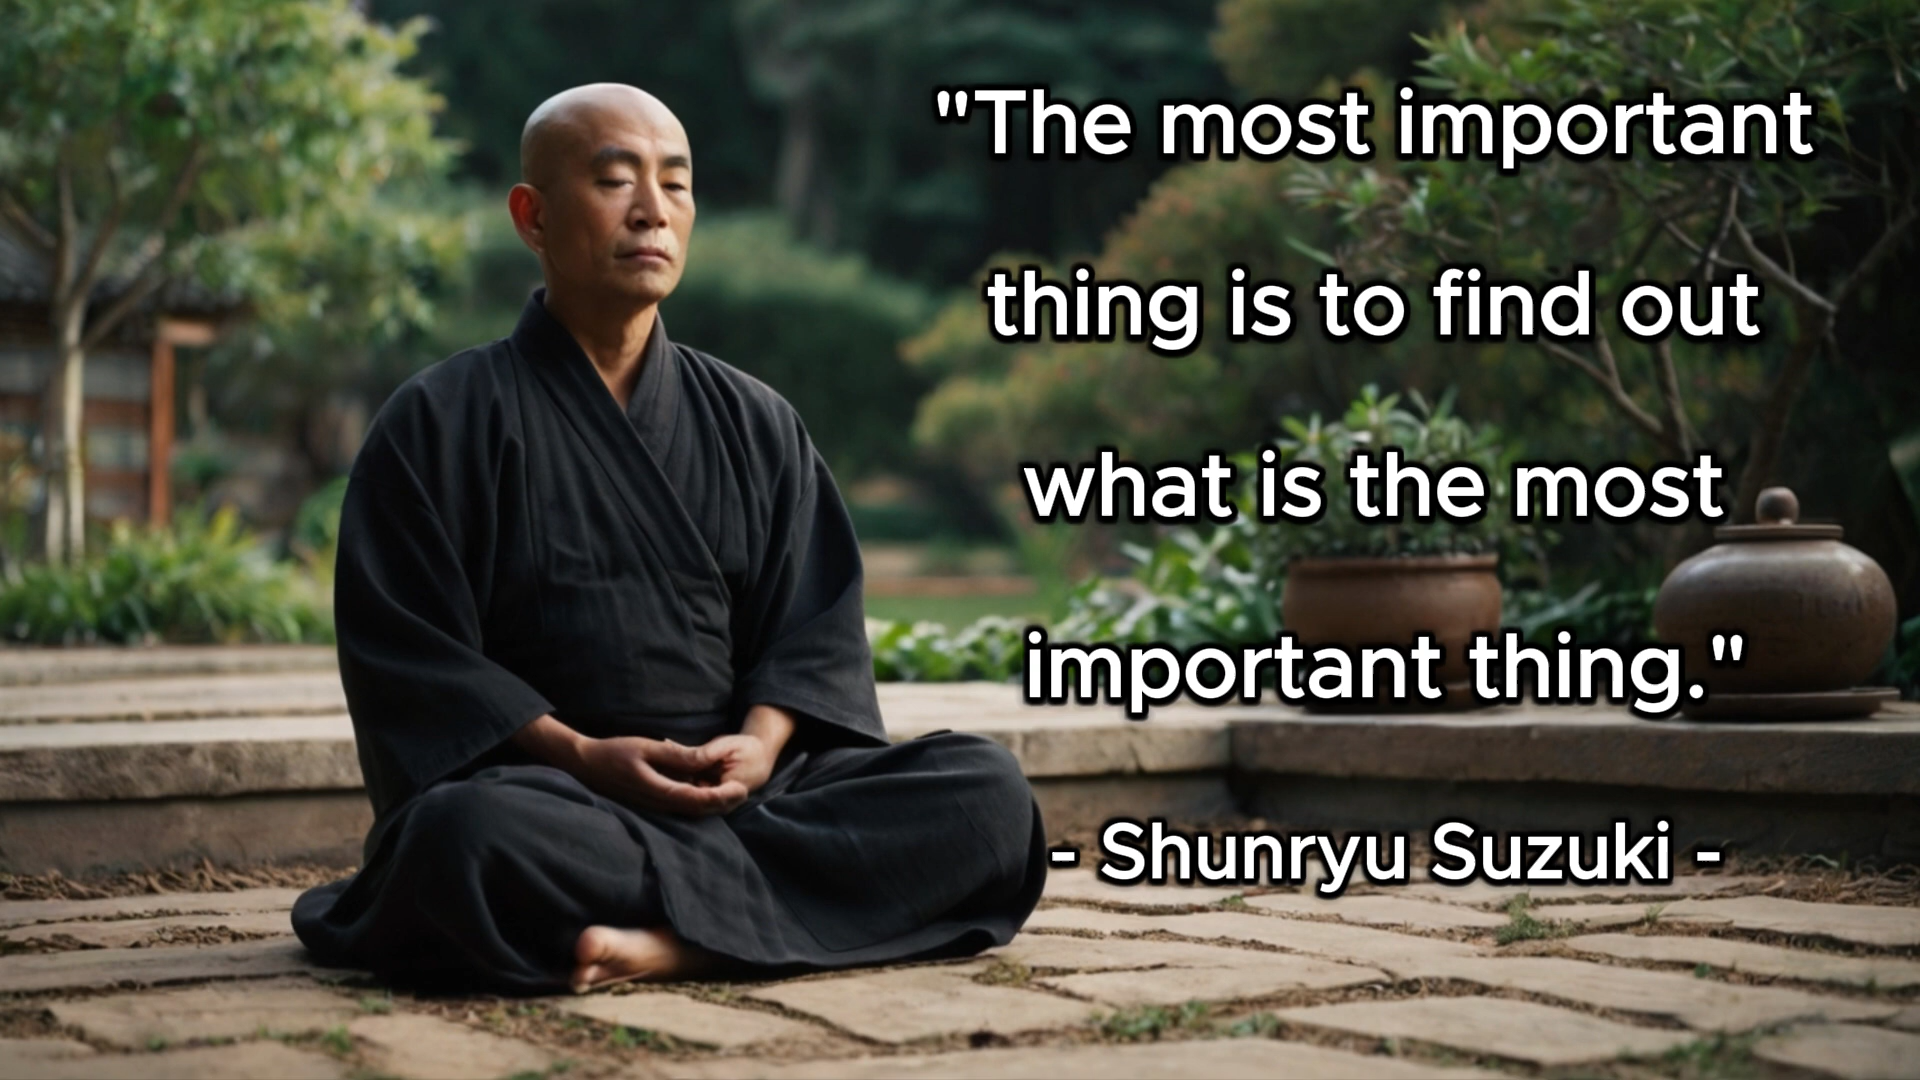 "The most important
thing is to find out
what is the most
important thing."
- Shunryu Suzuki -